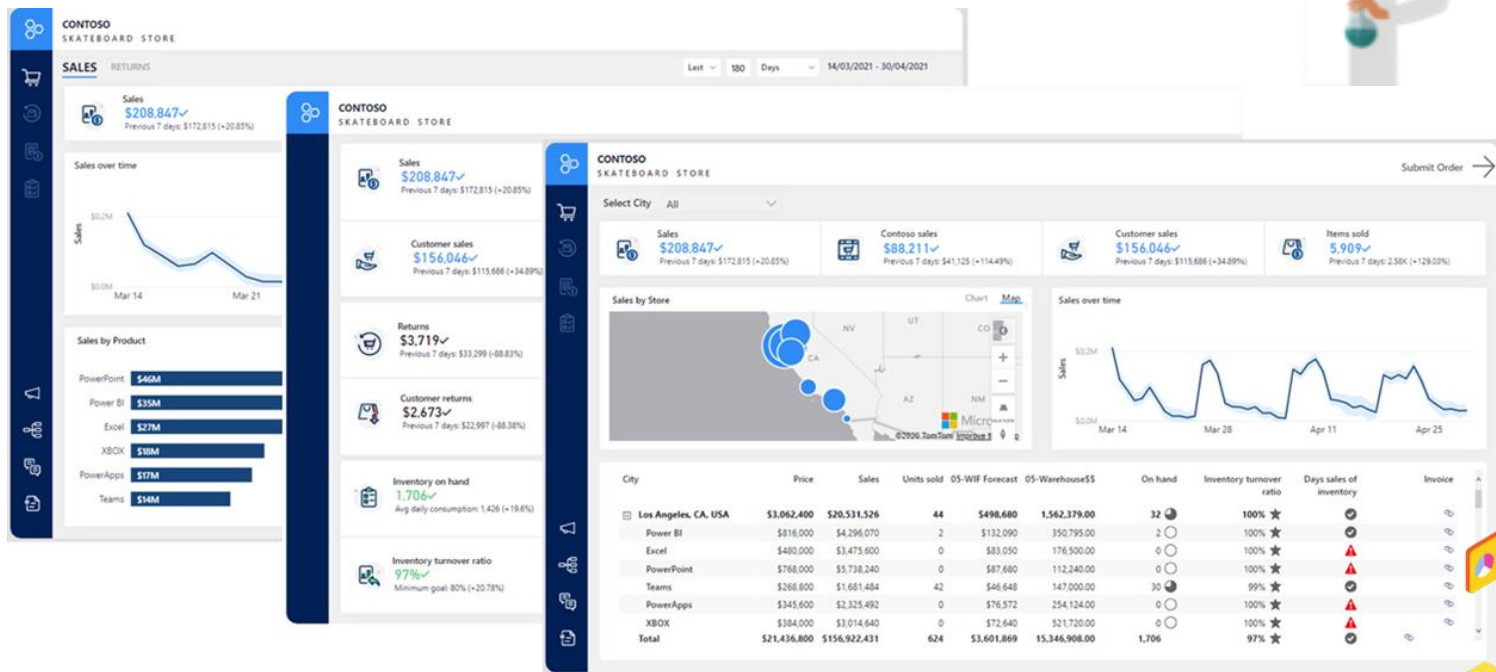 CONTOSO
SKATEBOARD STORE
SALES RETURNS
Last 180 Days 14/03/2021 - 30/04/2021
Sales
$208,847
Previous 7 days: $172,815 (+20.85%)
Sales over time
Sales
$0.2M
$0.0M
Mar 14 Mar 21
Sales by Product
PowerPoint $46M
Power BI $35M
Excel $27M
XBOX $18M
PowerApps $17M
Teams $14M
CONTOSO
SKATEBOARD STORE
Sales
$208,847
Previous 7 days: $172,815 (+20.85%)
Customer sales
$156,046
Previous 7 days: $115,686 (+34.89%)
Returns
$3,719
Previous 7 days: $33,299 (-88.83%)
Customer returns
$2,673
Previous 7 days: $22,997 (-88.38%)
Inventory on hand
1,706
Avg daily consumption: 1,426 (+19.6%)
Inventory turnover ratio
97%
Minimum goal: 80% (+20.78%)
CONTOSO
SKATEBOARD STORE
Submit Order
Select City All
Sales
$208,847
Previous 7 days: $172,815 (+20.85%)
Contoso sales
$88,211
Previous 7 days: $41,125 (+114.49%)
Customer sales
$156,046
Previous 7 days: $115,686 (+34.89%)
Items sold
5,909
Previous 7 days: 2.58K (+129.03%)
Sales by Store Chart Map
NV UT CO
CA
AZ NM
©2020 TomTom Improve
Sales over time
Sales
$0.2M
$0.0M
Mar 14 Mar 28 Apr 11 Apr 25
City Price Sales Units sold 05-WIF Forecast 05-Warehouse$$ On hand Inventory turnover ratio Days sales of inventory Invoice
Los Angeles, CA, USA $3,062,400 $20,531,526 44 $498,680 1,562,379.00 32 100%
Power BI $816,000 $4,296,070 2 $132,090 350,795.00 2 100%
Excel $480,000 $3,475,600 0 $83,050 176,500.00 0 100%
PowerPoint $768,000 $5,738,240 0 $87,680 112,240.00 0 100%
Teams $268,800 $1,681,484 42 $46,648 147,000.00 30 99%
PowerApps $345,600 $2,325,492 0 $76,572 254,124.00 0 100%
XBOX $384,000 $3,014,640 0 $72,640 521,720.00 0 100%
Total $21,436,800 $156,922,431 624 $3,601,869 15,346,908.00 1,706 97%